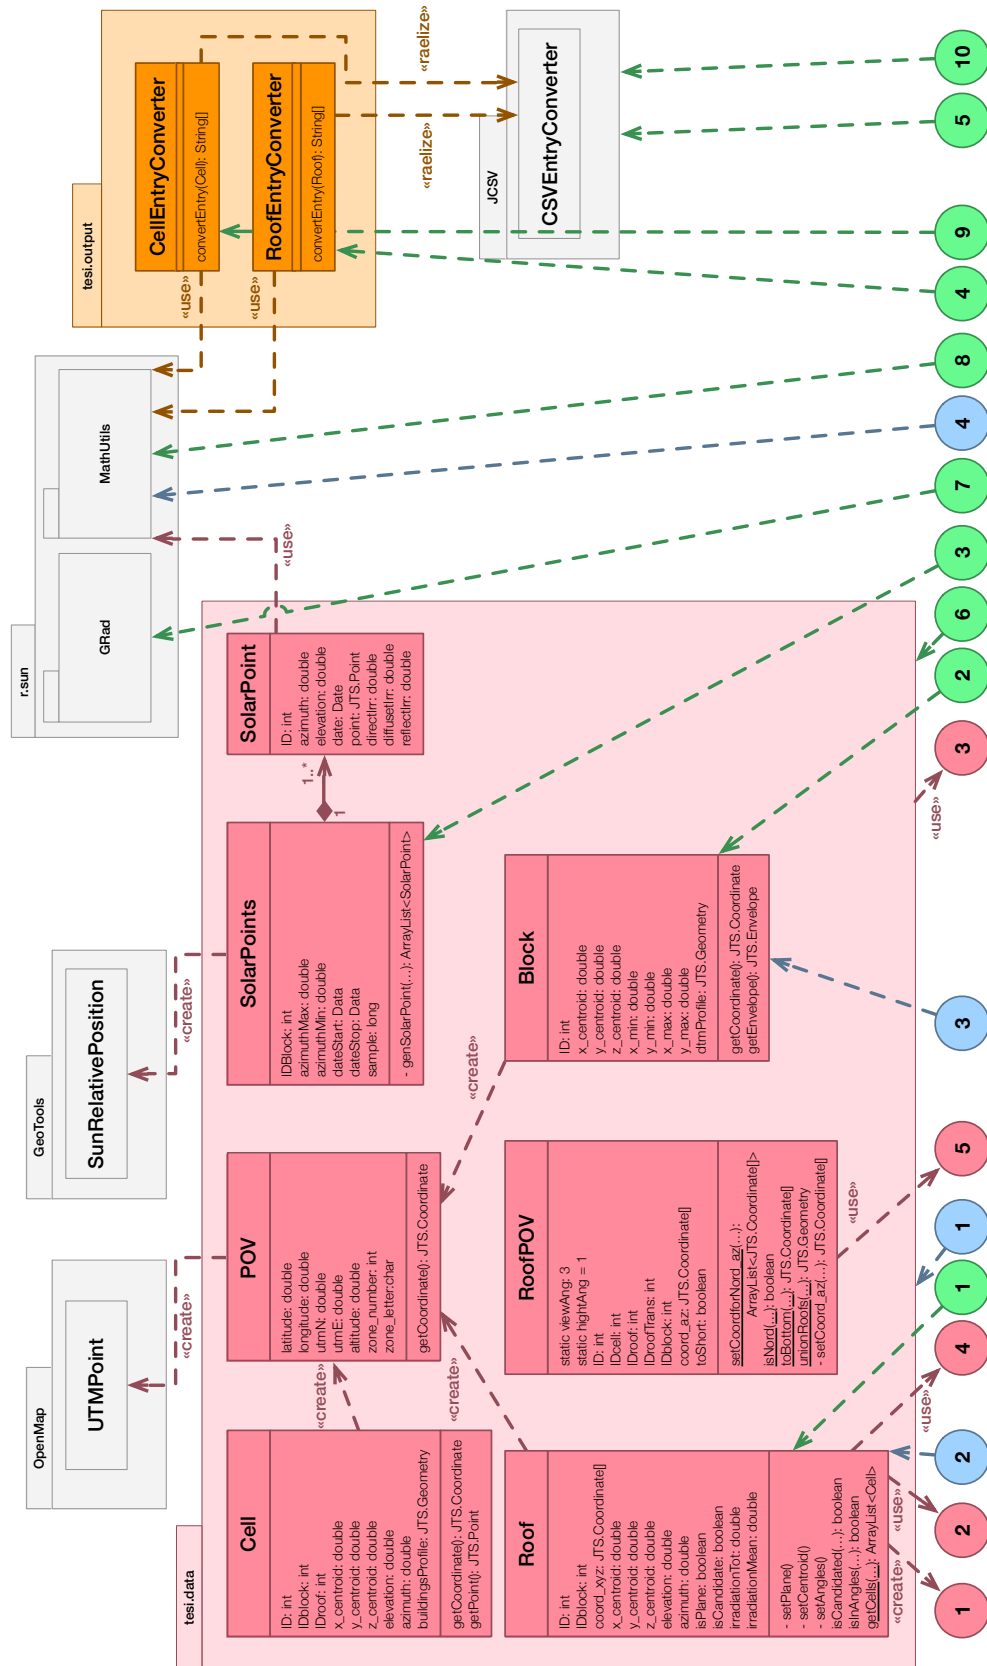 OpenMap
UTMPoint
GeoTools
SunRelativePosition
r.sun
GRad
MathUtils
tesi.output
CellEntryConverter
convertEntry(Cell): String[]
RoofEntryConverter
convertEntry(Roof): String[]
«use»
«use»
«raelize»
«raelize»
JCSV
CSVEntryConverter
tesi.data
«create»
«create»
«use»
Cell
ID: int
IDblock: int
IDroof: int
x_centroid: double
y_centroid: double
z_centroid: double
elevation: double
azimuth: double
buildingsProfile: JTS.Geometry
getCoordinate(): JTS.Coordinate
getPoint(): JTS.Point
«create»
POV
latitude: double
longitude: double
utmN: double
utmE: double
altitude: double
zone_number: int
zone_letter:char
getCoordinate(): JTS.Coordinate
SolarPoints
IDBlock: int
azimuthMax: double
azimuthMin: double
dateStart: Data
dateStop: Data
sample: long
- genSolarPoint(...): ArrayList<SolarPoint>
1
1..*
SolarPoint
ID: int
azimuth: double
elevation: double
date: Date
point: JTS.Point
directIrr: double
diffusetIrr: double
reflectIrr: double
«create»
«create»
Roof
ID: int
IDblock: int
coord_xyz: JTS.Coordinate[]
x_centroid: double
y_centroid: double
z_centroid: double
elevation: double
azimuth: double
isPlane: boolean
isCandidate: boolean
irradiationTot: double
irradiationMean: double
- setPlane()
- setCentroid()
- setAngles()
isCandidated(...): boolean
isInAngles(...): boolean
getCells(...): ArrayList<Cell>
RoofPOV
static viewAng: 3
static hightAng = 1
ID: int
IDcell: int
IDroof: int
IDroofTrans: int
IDblock: int
coord_az: JTS.Coordinate[]
toShort: boolean
setCoordforNord_az(...):
ArrayList<JTS.Coordinate[]>
isNord(...): boolean
toBottom(...): JTS.Coordinate[]
unionRoofs(...): JTS.Geometry
- setCoord_az(...): JTS.Coordinate[]
Block
ID: int
x_centroid: double
y_centroid: double
z_centroid: double
x_min: double
y_min: double
x_max: double
y_max: double
dtmProfile: JTS.Geometry
getCoordinate(): JTS.Coordinate
getEnvelope(): JTS.Envelope
«create»
«use»
«use»
«use»
«use»
1
2
2
4
1
1
5
3
3
2
6
3
7
4
8
4
9
5
10